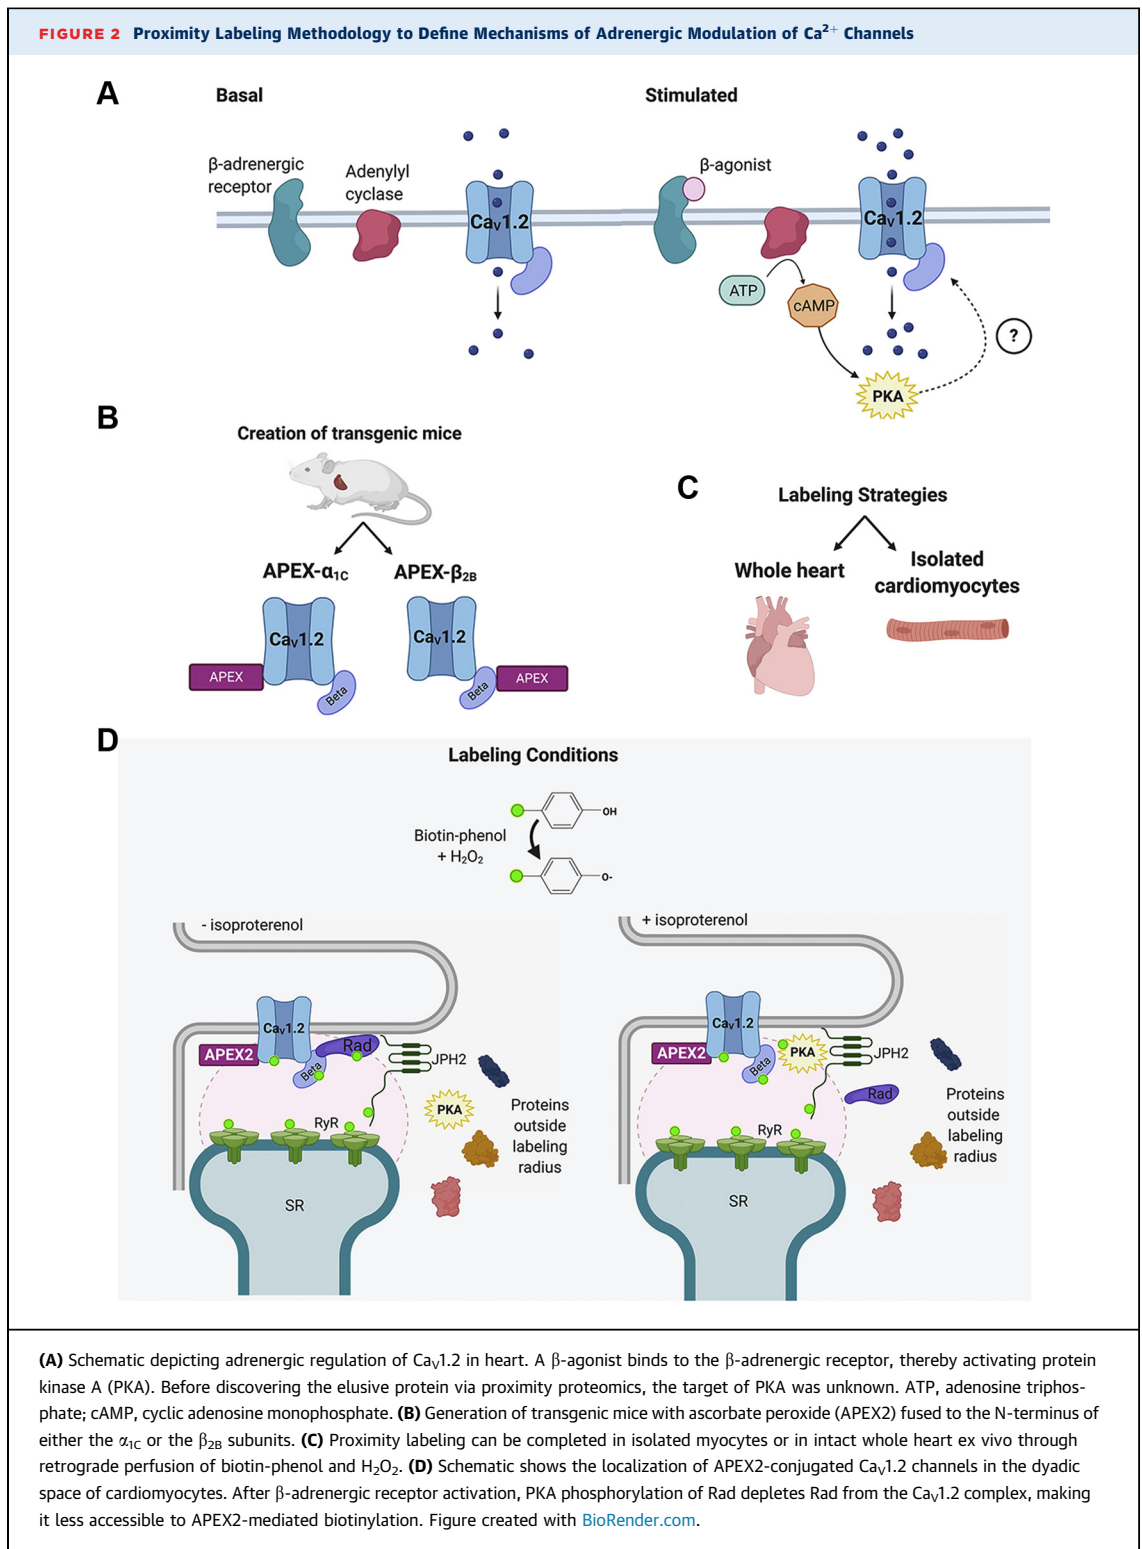 FIGURE 2 Proximity Labeling Methodology to Define Mechanisms of Adrenergic Modulation of Ca²⁺ Channels
A
Basal
Stimulated
β-adrenergic
receptor
Adenylyl
cyclase
CaV1.2
β-agonist
CaV1.2
ATP
cAMP
PKA
?
B
Creation of transgenic mice
APEX-α1C
APEX-β2B
CaV1.2
APEX
Beta
CaV1.2
Beta
APEX
C
Labeling Strategies
Whole heart
Isolated
cardiomyocytes
D
Labeling Conditions
OH
Biotin-phenol
+ H₂O₂
O-
- isoproterenol
CaV1.2
APEX2
Beta
Rad
JPH2
PKA
RyR
SR
Proteins
outside
labeling
radius
+ isoproterenol
CaV1.2
APEX2
Beta
PKA
JPH2
Rad
RyR
SR
Proteins
outside
labeling
radius
(A) Schematic depicting adrenergic regulation of CaV1.2 in heart. A β-agonist binds to the β-adrenergic receptor, thereby activating protein
kinase A (PKA). Before discovering the elusive protein via proximity proteomics, the target of PKA was unknown. ATP, adenosine triphos-
phate; cAMP, cyclic adenosine monophosphate. (B) Generation of transgenic mice with ascorbate peroxide (APEX2) fused to the N-terminus of
either the α1C or the β2B subunits. (C) Proximity labeling can be completed in isolated myocytes or in intact whole heart ex vivo through
retrograde perfusion of biotin-phenol and H₂O₂. (D) Schematic shows the localization of APEX2-conjugated CaV1.2 channels in the dyadic
space of cardiomyocytes. After β-adrenergic receptor activation, PKA phosphorylation of Rad depletes Rad from the CaV1.2 complex, making
it less accessible to APEX2-mediated biotinylation. Figure created with BioRender.com.